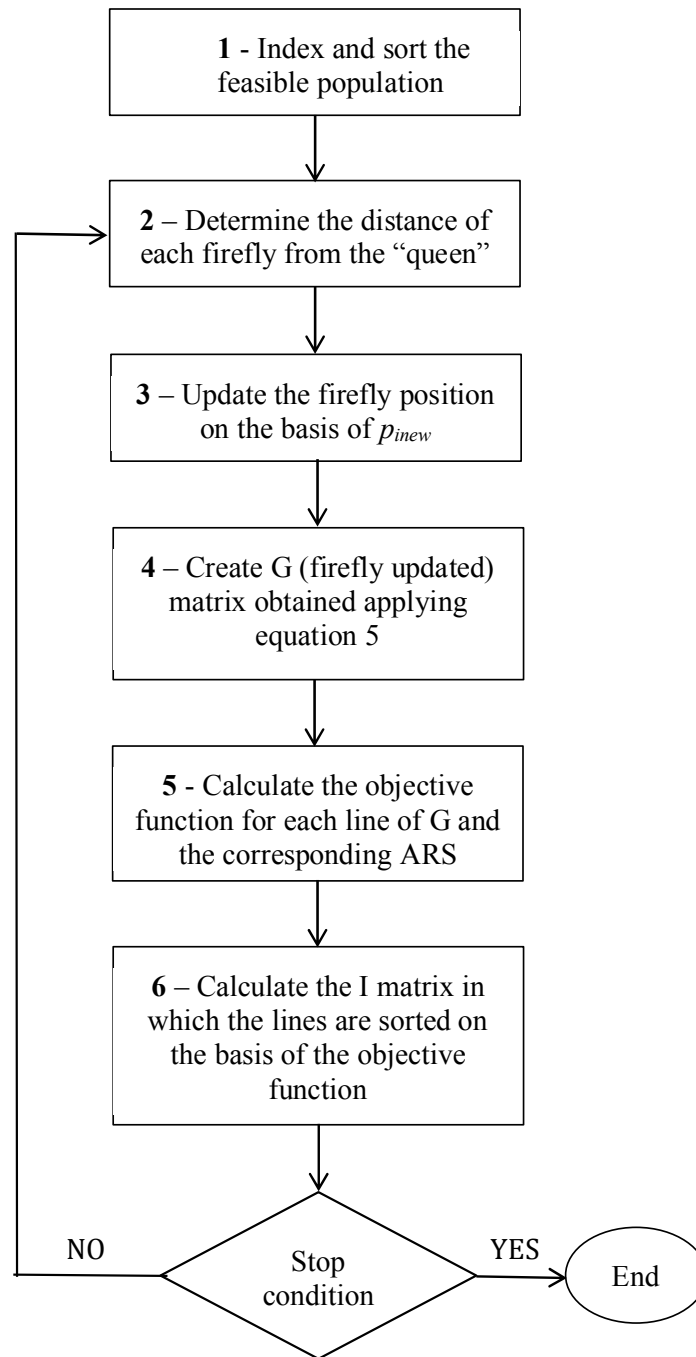 1 - Index and sort the
feasible population
2 – Determine the distance of
each firefly from the “queen”
3 – Update the firefly position
on the basis of pinew
4 – Create G (firefly updated)
matrix obtained applying
equation 5
5 - Calculate the objective
function for each line of G and
the corresponding ARS
6 – Calculate the I matrix in
which the lines are sorted on
the basis of the objective
function
NO
Stop
condition
YES
End